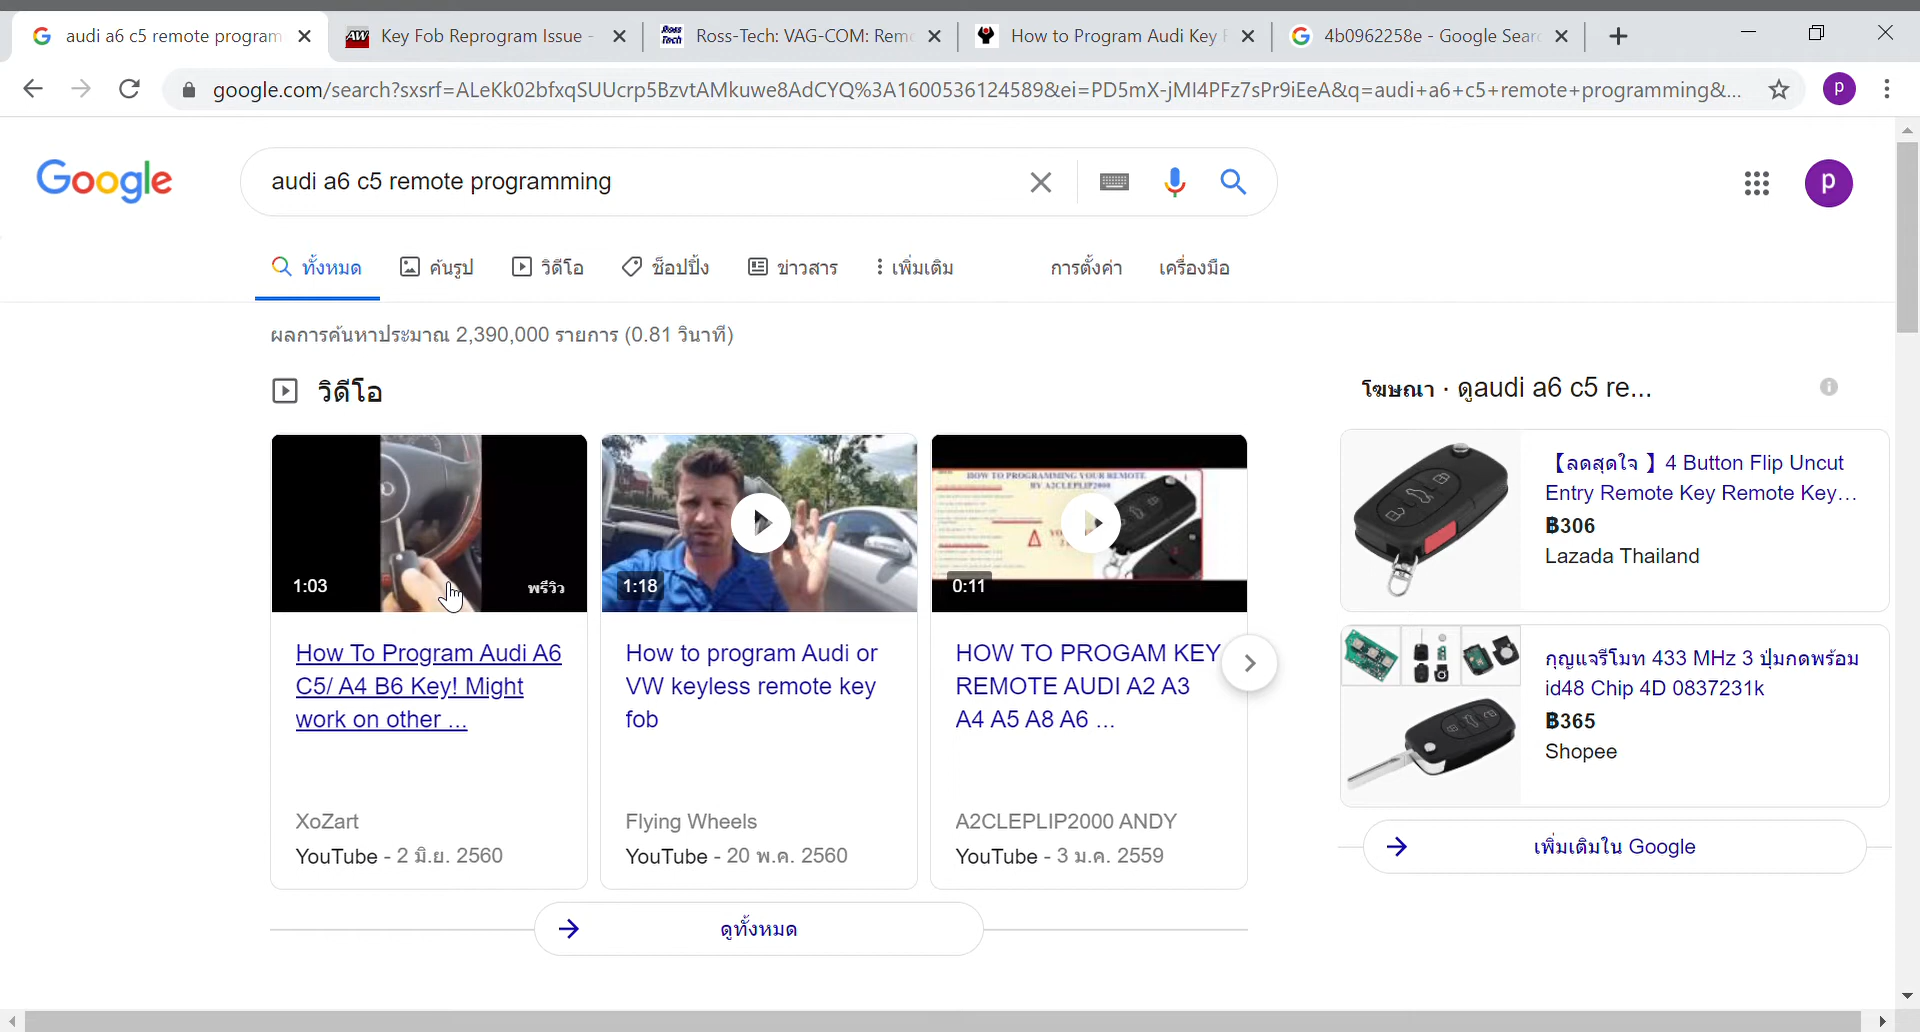 audi a6 c5 remote program
Key Fob Reprogram Issue -
Ross-Tech: VAG-COM: Rem
How to Program Audi Key
4b0962258e - Google Sear
google.com/search?sxsrf=ALeKk02bfxqSUUcrp5BzvtAMkuwe8AdCYQ%3A1600536124589&ei=PD5mX-jMI4PFz7sPr9iEeA&q=audi+a6+c5+remote+programming&...
p
Google
audi a6 c5 remote programming
p
ทั้งหมด
ค้นรูป
วิดีโอ
ช็อปปิ้ง
ข่าวสาร
เพิ่มเติม
การตั้งค่า
เครื่องมือ
ผลการค้นหาประมาณ 2,390,000 รายการ (0.81 วินาที)
วิดีโอ
1:03
พรีวิว
How To Program Audi A6
C5/ A4 B6 Key! Might
work on other ...
XoZart
YouTube - 2 มิ.ย. 2560
1:18
How to program Audi or
VW keyless remote key
fob
Flying Wheels
YouTube - 20 พ.ค. 2560
HOW TO PROGRAMMING YOUR REMOTE
BY A2CLEPLIP2000
0:11
HOW TO PROGAM KEY
REMOTE AUDI A2 A3
A4 A5 A8 A6 ...
A2CLEPLIP2000 ANDY
YouTube - 3 ม.ค. 2559
ดูทั้งหมด
โฆษณา · ดูaudi a6 c5 re...
【ลดสุดใจ 】4 Button Flip Uncut
Entry Remote Key Remote Key...
฿306
Lazada Thailand
กุญแจรีโมท 433 MHz 3 ปุ่มกดพร้อม
id48 Chip 4D 0837231k
฿365
Shopee
เพิ่มเติมใน Google